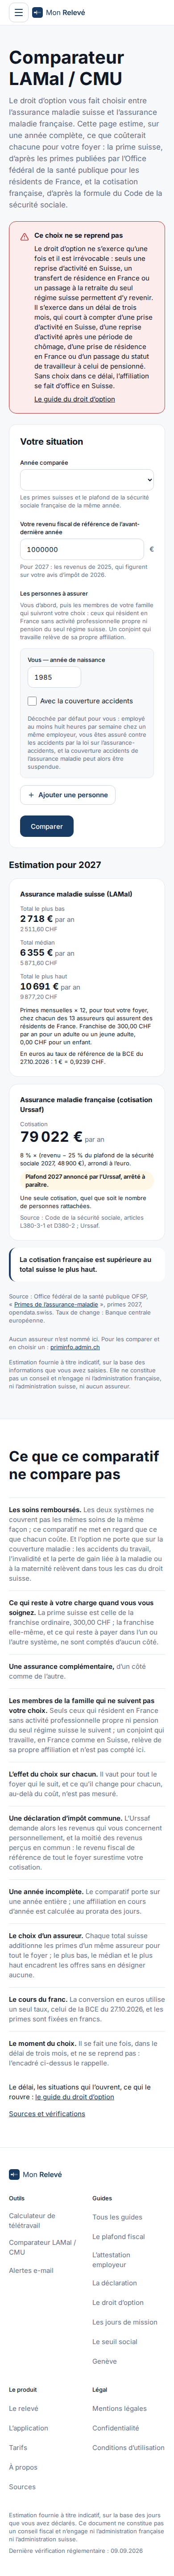 Mon Relevé
Comparateur
LAMal / CMU
Le droit d’option vous fait choisir entre
l’assurance maladie suisse et l’assurance
maladie française. Cette page estime, sur
une année complète, ce que coûterait
chacune pour votre foyer : la prime suisse,
d’après les primes publiées par l’Office
fédéral de la santé publique pour les
résidents de France, et la cotisation
française, d’après la formule du Code de la
sécurité sociale.
Ce choix ne se reprend pas
Le droit d’option ne s’exerce qu’une
fois et il est irrévocable : seuls une
reprise d’activité en Suisse, un
transfert de résidence en France ou
un passage à la retraite du seul
régime suisse permettent d’y revenir.
Il s’exerce dans un délai de trois
mois, qui court à compter d’une prise
d’activité en Suisse, d’une reprise
d’activité après une période de
chômage, d’une prise de résidence
en France ou d’un passage du statut
de travailleur à celui de pensionné.
Sans choix dans ce délai, l’affiliation
se fait d’office en Suisse.
Le guide du droit d’option
Votre situation
Année comparée
Les primes suisses et le plafond de la sécurité
sociale française de la même année.
Votre revenu fiscal de référence de l’avant-
dernière année
1000000 €
Pour 2027 : les revenus de 2025, qui figurent
sur votre avis d’impôt de 2026.
Les personnes à assurer
Vous d’abord, puis les membres de votre famille
qui suivront votre choix : ceux qui résident en
France sans activité professionnelle propre ni
pension du seul régime suisse. Un conjoint qui
travaille relève de sa propre affiliation.
Vous — année de naissance
1985
Avec la couverture accidents
Décochée par défaut pour vous : employé
au moins huit heures par semaine chez un
même employeur, vous êtes assuré contre
les accidents par la loi sur l’assurance-
accidents, et la couverture accidents de
l’assurance maladie peut alors être
suspendue.
+ Ajouter une personne
Comparer
Estimation pour 2027
Assurance maladie suisse (LAMal)
Total le plus bas
2 718 € par an
2 511,60 CHF
Total médian
6 355 € par an
5 871,60 CHF
Total le plus haut
10 691 € par an
9 877,20 CHF
Primes mensuelles × 12, pour tout votre foyer,
chez chacun des 13 assureurs qui assurent des
résidents de France. Franchise de 300,00 CHF
par an pour un adulte ou un jeune adulte,
0,00 CHF pour un enfant.
En euros au taux de référence de la BCE du
27.10.2026 : 1 € = 0,9239 CHF.
Assurance maladie française (cotisation
Urssaf)
Cotisation
79 022 € par an
8 % × (revenu − 25 % du plafond de la sécurité
sociale 2027, 48 900 €), arrondi à l’euro.
Plafond 2027 annoncé par l’Urssaf, arrêté à
paraître.
Une seule cotisation, quel que soit le nombre
de personnes rattachées.
Source : Code de la sécurité sociale, articles
L380-3-1 et D380-2 ; Urssaf.
La cotisation française est supérieure au
total suisse le plus haut.
Source : Office fédéral de la santé publique OFSP,
« Primes de l’assurance-maladie », primes 2027,
opendata.swiss. Taux de change : Banque centrale
européenne.
Aucun assureur n’est nommé ici. Pour les comparer et
en choisir un : priminfo.admin.ch
Estimation fournie à titre indicatif, sur la base des
informations que vous avez saisies. Elle ne constitue
pas un conseil et n’engage ni l’administration française,
ni l’administration suisse, ni aucun assureur.
Ce que ce comparatif
ne compare pas
Les soins remboursés. Les deux systèmes ne
couvrent pas les mêmes soins de la même
façon ; ce comparatif ne met en regard que ce
que chacun coûte. Et l’option ne porte que sur la
couverture maladie : les accidents du travail,
l’invalidité et la perte de gain liée à la maladie ou
à la maternité relèvent dans tous les cas du droit
suisse.
Ce qui reste à votre charge quand vous vous
soignez. La prime suisse est celle de la
franchise ordinaire, 300,00 CHF ; la franchise
elle-même, et ce qui reste à payer dans l’un ou
l’autre système, ne sont comptés d’aucun côté.
Une assurance complémentaire, d’un côté
comme de l’autre.
Les membres de la famille qui ne suivent pas
votre choix. Seuls ceux qui résident en France
sans activité professionnelle propre ni pension
du seul régime suisse le suivent ; un conjoint qui
travaille, en France comme en Suisse, relève de
sa propre affiliation et n’est pas compté ici.
L’effet du choix sur chacun. Il vaut pour tout le
foyer qui le suit, et ce qu’il change pour chacun,
au-delà du coût, n’est pas mesuré.
Une déclaration d’impôt commune. L’Urssaf
demande alors les revenus qui vous concernent
personnellement, et la moitié des revenus
perçus en commun : le revenu fiscal de
référence de tout le foyer surestime votre
cotisation.
Une année incomplète. Le comparatif porte sur
une année entière ; une affiliation en cours
d’année est calculée au prorata des jours.
Le choix d’un assureur. Chaque total suisse
additionne les primes d’un même assureur pour
tout le foyer ; le plus bas, le médian et le plus
haut encadrent les offres sans en désigner
aucune.
Le cours du franc. La conversion en euros utilise
un seul taux, celui de la BCE du 27.10.2026, et les
primes sont fixées en francs.
Le moment du choix. Il se fait une fois, dans le
délai de trois mois, et ne se reprend pas :
l’encadré ci-dessus le rappelle.
Le délai, les situations qui l’ouvrent, ce qui le
rouvre : le guide du droit d’option
Sources et vérifications
Mon Relevé
Outils
Calculateur de
télétravail
Comparateur LAMal /
CMU
Alertes e-mail
Guides
Tous les guides
Le plafond fiscal
L’attestation
employeur
La déclaration
Le droit d’option
Les jours de mission
Le seuil social
Genève
Le produit
Le relevé
L’application
Tarifs
À propos
Sources
Légal
Mentions légales
Confidentialité
Conditions d’utilisation
Estimation fournie à titre indicatif, sur la base des jours
que vous avez déclarés. Ce document ne constitue pas
un conseil fiscal et n’engage ni l’administration française
ni l’administration suisse.
Dernière vérification réglementaire : 09.09.2026